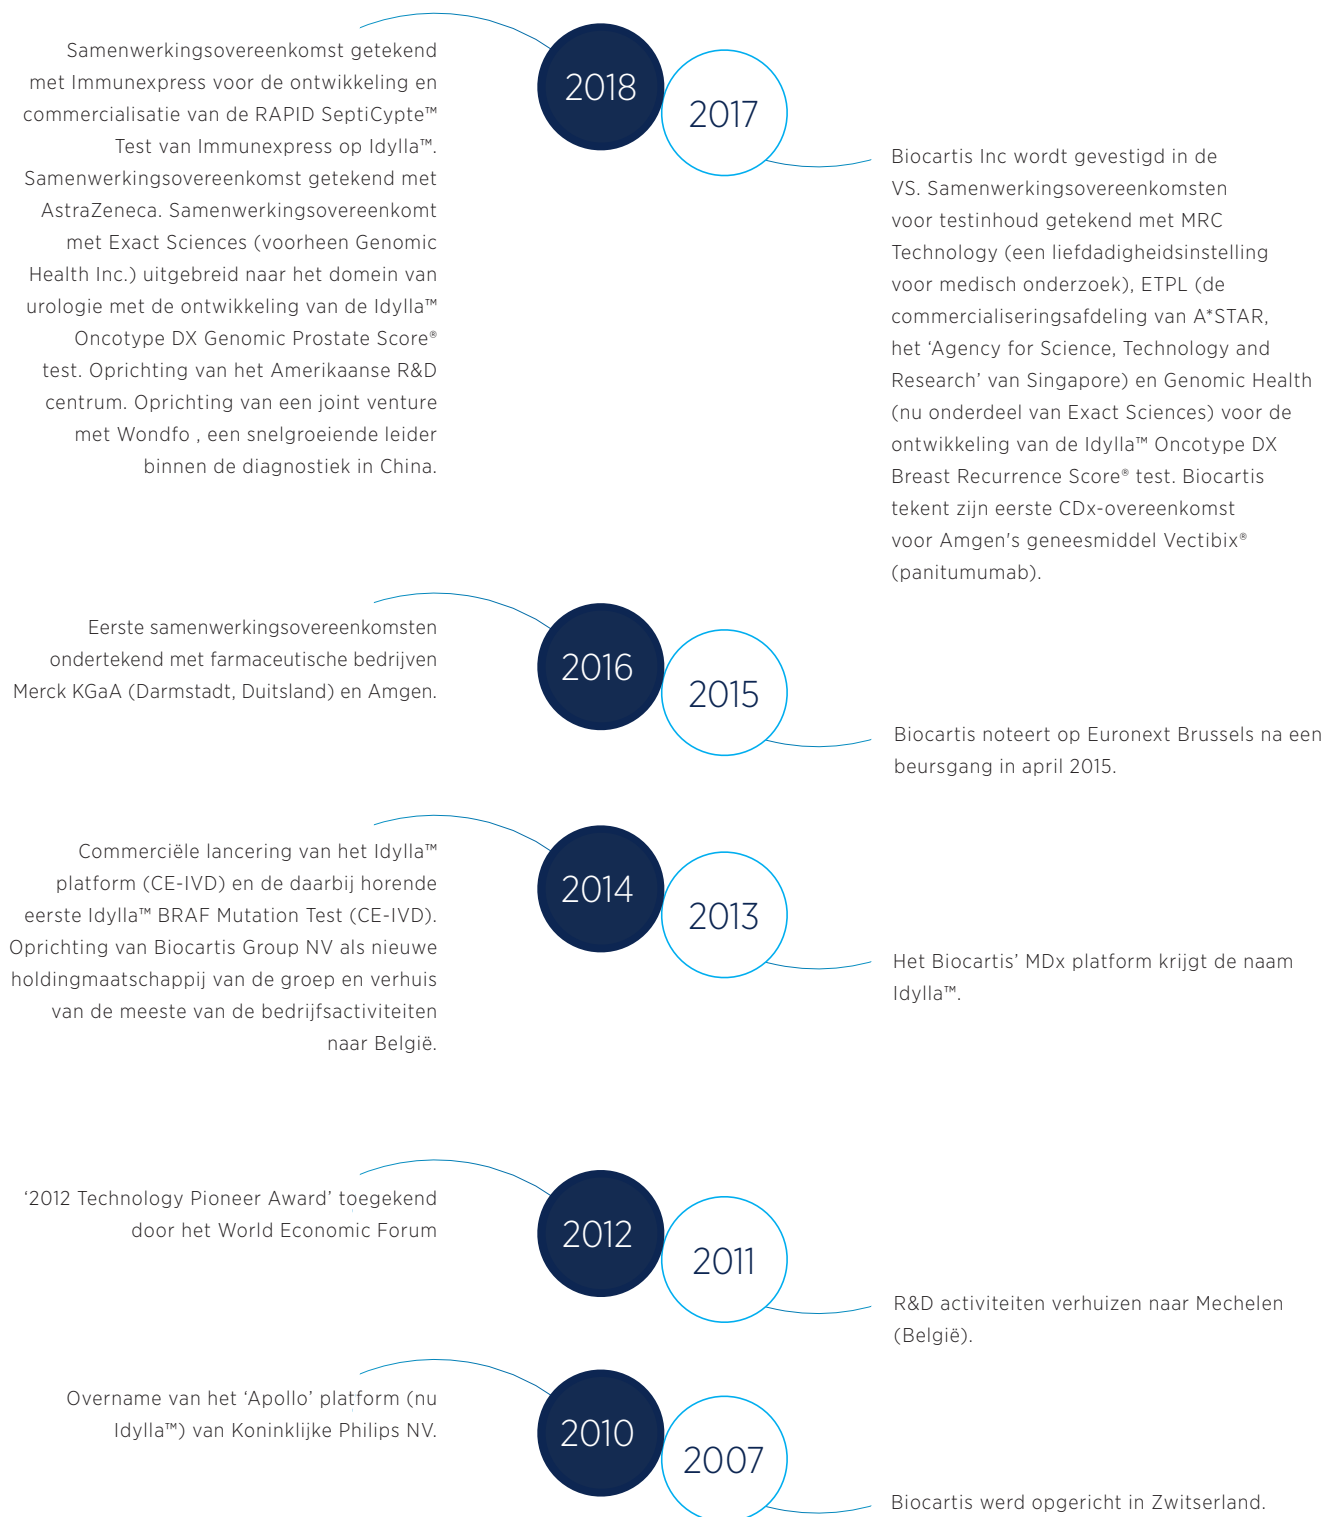 2018
Samenwerkingsovereenkomst getekend
met Immunexpress voor de ontwikkeling en
commercialisatie van de RAPID SeptiCypte™
Test van Immunexpress op Idylla™.
Samenwerkingsovereenkomst getekend met
AstraZeneca. Samenwerkingsovereenkomt
met Exact Sciences (voorheen Genomic
Health Inc.) uitgebreid naar het domein van
urologie met de ontwikkeling van de Idylla™
Oncotype DX Genomic Prostate Score®
test. Oprichting van het Amerikaanse R&D
centrum. Oprichting van een joint venture
met Wondfo , een snelgroeiende leider
binnen de diagnostiek in China.
2017
Biocartis Inc wordt gevestigd in de
VS. Samenwerkingsovereenkomsten
voor testinhoud getekend met MRC
Technology (een liefdadigheidsinstelling
voor medisch onderzoek), ETPL (de
commercialiseringsafdeling van A*STAR,
het ‘Agency for Science, Technology and
Research’ van Singapore) en Genomic Health
(nu onderdeel van Exact Sciences) voor de
ontwikkeling van de Idylla™ Oncotype DX
Breast Recurrence Score® test. Biocartis
tekent zijn eerste CDx-overeenkomst
voor Amgen's geneesmiddel Vectibix®
(panitumumab).
2016
Eerste samenwerkingsovereenkomsten
ondertekend met farmaceutische bedrijven
Merck KGaA (Darmstadt, Duitsland) en Amgen.
2015
Biocartis noteert op Euronext Brussels na een
beursgang in april 2015.
2014
Commerciële lancering van het Idylla™
platform (CE-IVD) en de daarbij horende
eerste Idylla™ BRAF Mutation Test (CE-IVD).
Oprichting van Biocartis Group NV als nieuwe
holdingmaatschappij van de groep en verhuis
van de meeste van de bedrijfsactiviteiten
naar België.
2013
Het Biocartis’ MDx platform krijgt de naam
Idylla™.
2012
‘2012 Technology Pioneer Award’ toegekend
door het World Economic Forum
2011
R&D activiteiten verhuizen naar Mechelen
(België).
2010
Overname van het ‘Apollo’ platform (nu
Idylla™) van Koninklijke Philips NV.
2007
Biocartis werd opgericht in Zwitserland.